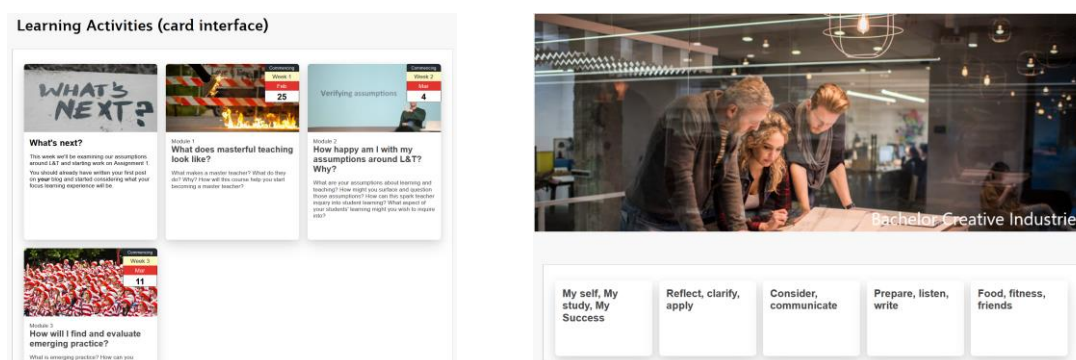 Learning Activities (card interface)
WHAT'S
NEXT?
What's next?
This week we'll be examining our assumptions
around L&T and starting work on Assignment 1.
You should already have written your first post
on your blog and started considering what your
focus learning experience will be.
Commencing
Week 1
Feb
25
Module 1
What does masterful teaching
look like?
What makes a master teacher? What do they
do? Why? How will this course help you start
becoming a master teacher?
Verifying assumptions
Commencing
Week 2
Mar
4
Module 2
How happy am I with my
assumptions around L&T?
Why?
What are your assumptions about learning and
teaching? How might you surface and question
those assumptions? How can this spark teacher
inquiry into student learning? What aspect of
your students' learning might you wish to inquire
into?
Commencing
Week 3
Mar
11
Module 3
How will I find and evaluate
emerging practice?
What is emerging practice? How can you
Bachelor Creative Industrie
My self, My
study, My
Success
Reflect, clarify,
apply
Consider,
communicate
Prepare, listen,
write
Food, fitness,
friends